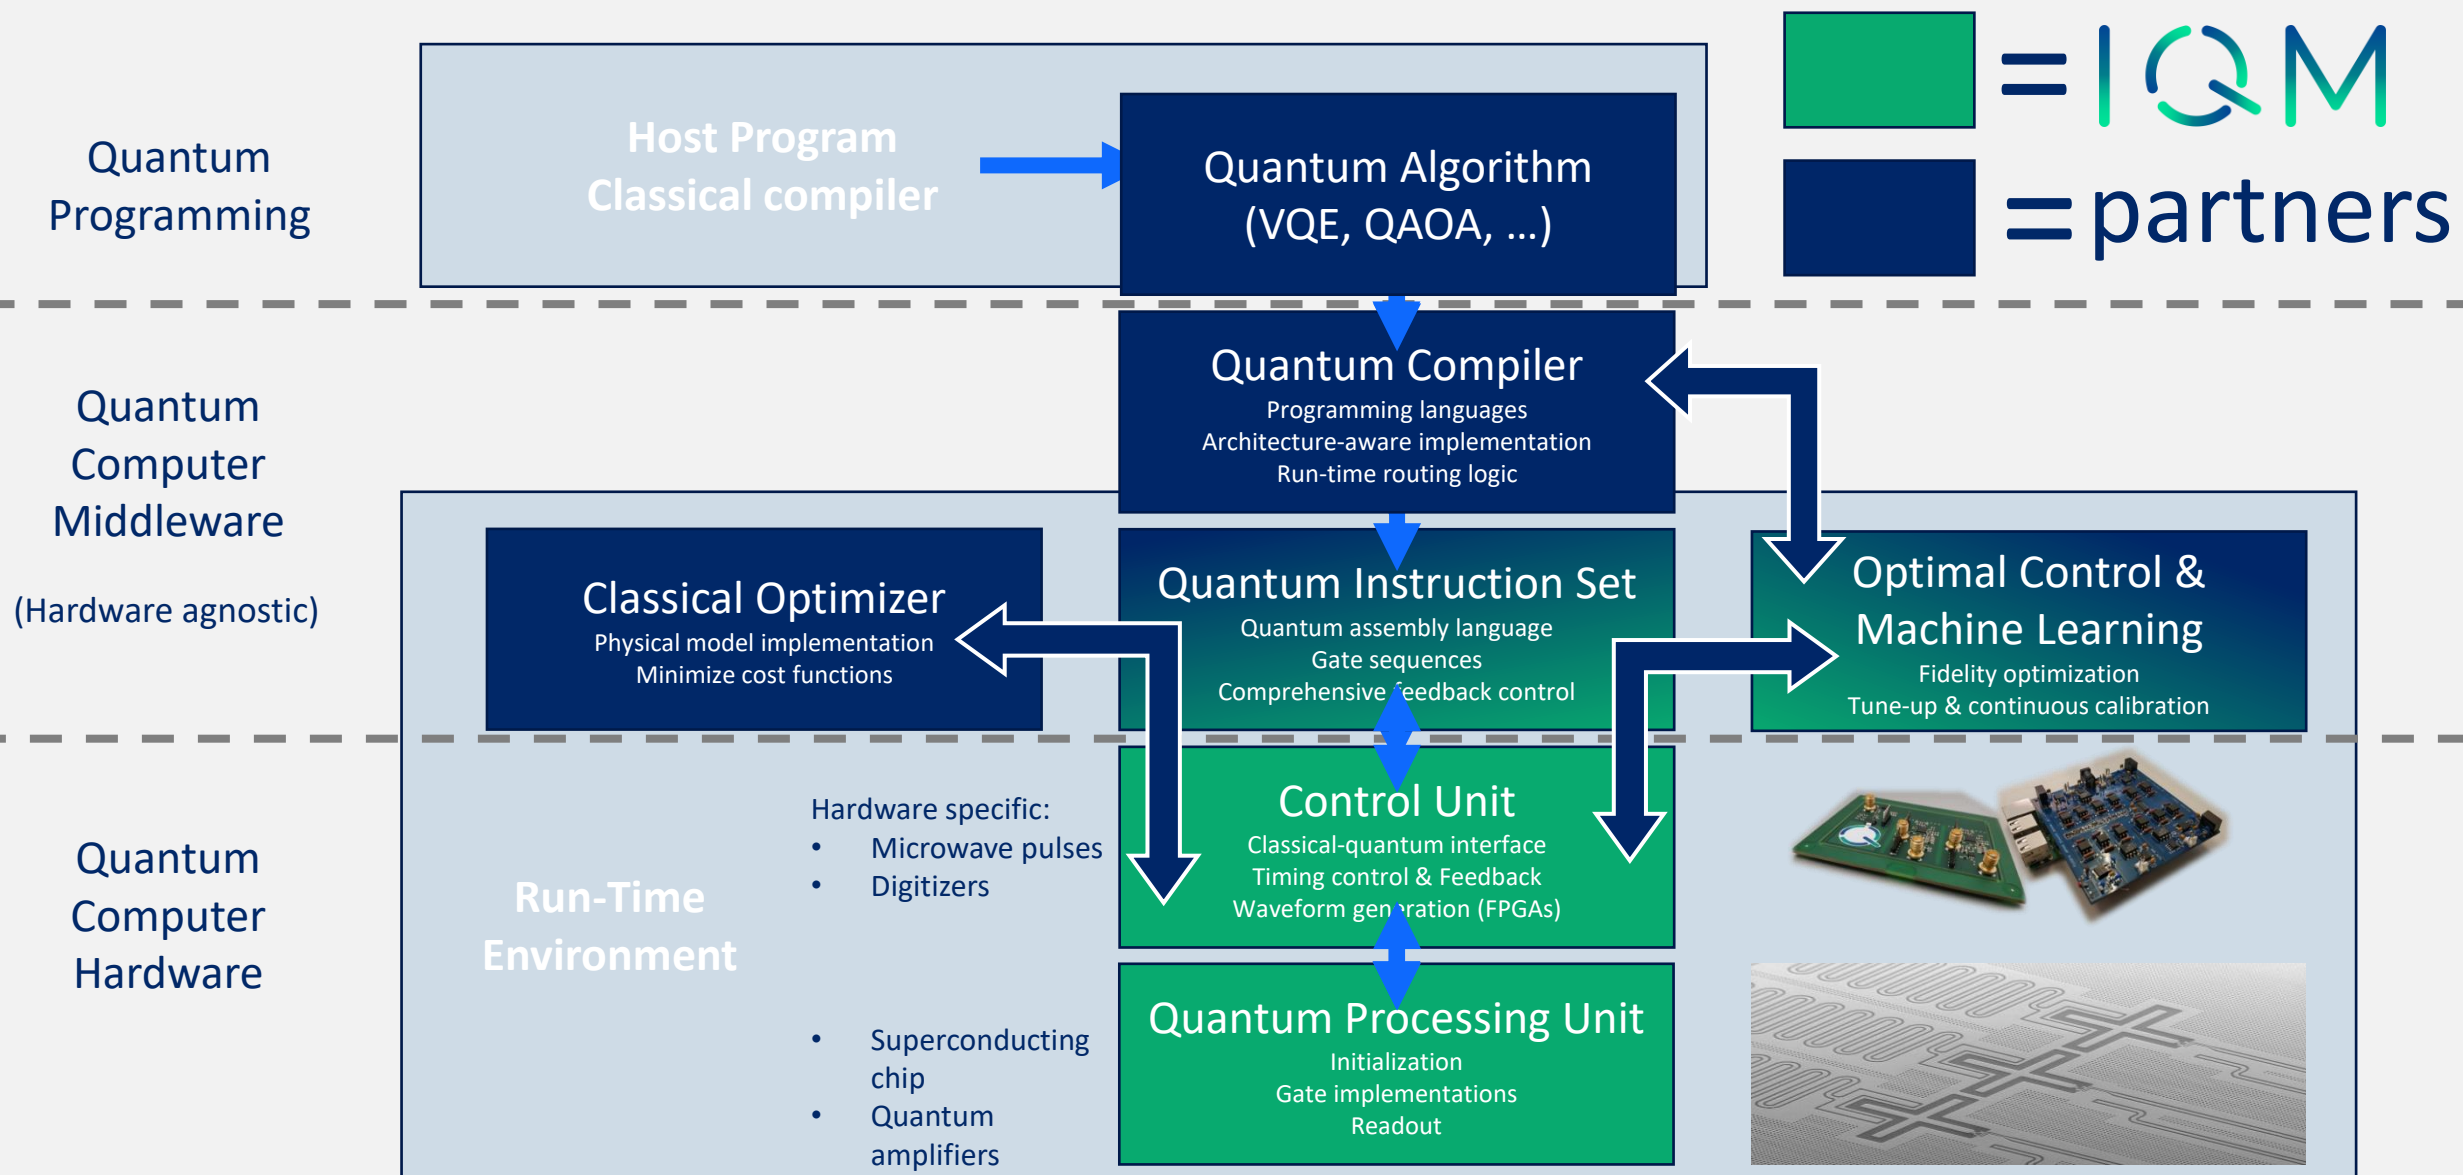 = IQM
= partners
Quantum
Programming
Host Program
Classical compiler
Quantum Algorithm
(VQE, QAOA, ...)
Quantum
Computer
Middleware
(Hardware agnostic)
Quantum Compiler
Programming languages
Architecture-aware implementation
Run-time routing logic
Classical Optimizer
Physical model implementation
Minimize cost functions
Quantum Instruction Set
Quantum assembly language
Gate sequences
Comprehensive feedback control
Optimal Control &
Machine Learning
Fidelity optimization
Tune-up & continuous calibration
Quantum
Computer
Hardware
Run-Time
Environment
Hardware specific:
• Microwave pulses
• Digitizers
• Superconducting
chip
• Quantum
amplifiers
Control Unit
Classical-quantum interface
Timing control & Feedback
Waveform generation (FPGAs)
Quantum Processing Unit
Initialization
Gate implementations
Readout